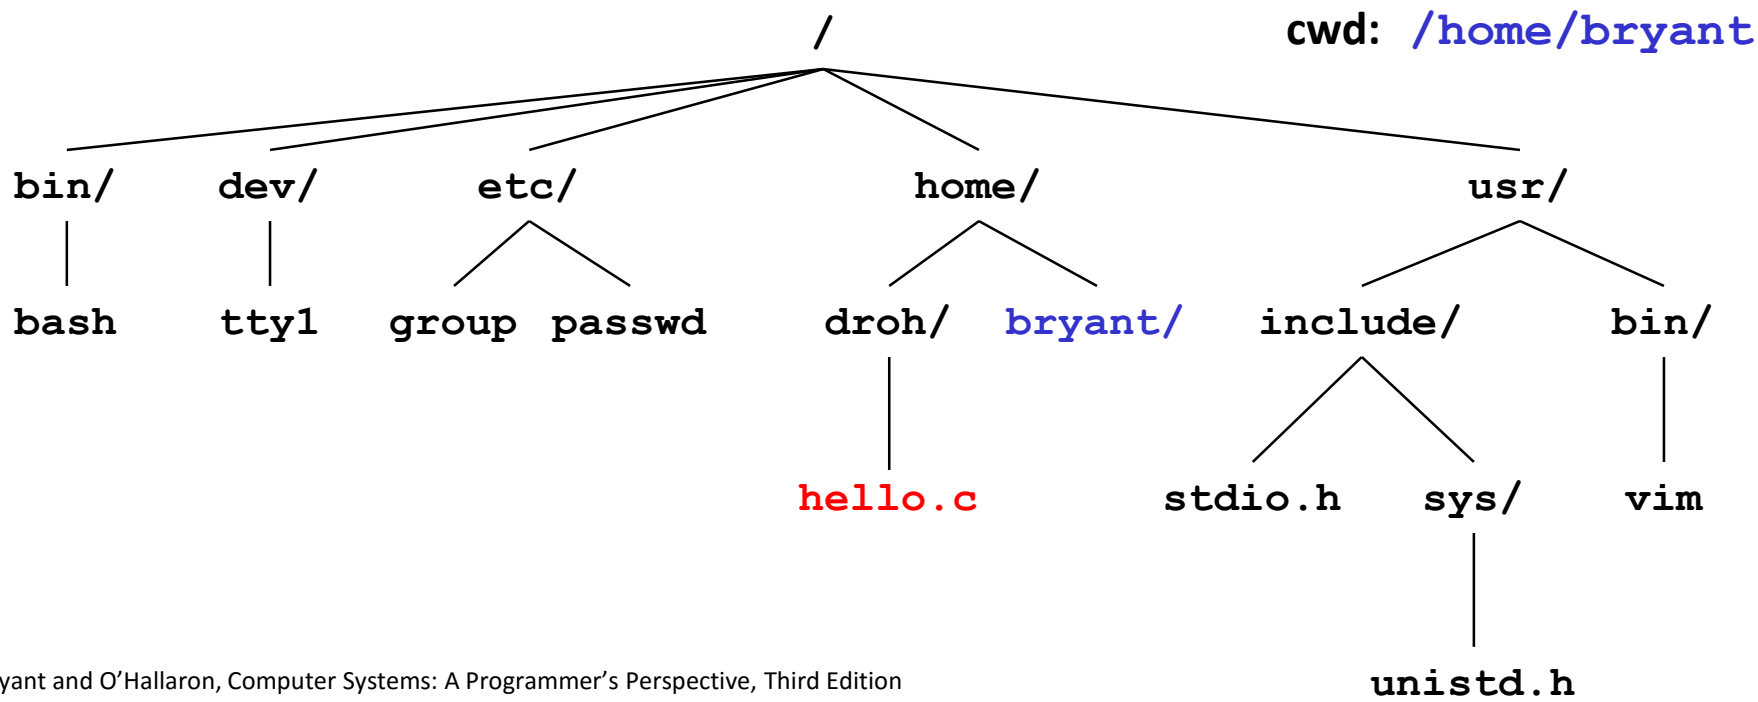 /
cwd: /home/bryant
bin/ dev/ etc/ home/ usr/
bash tty1 group passwd droh/ bryant/ include/ bin/
hello.c stdio.h sys/ vim
unistd.h
yant and O’Hallaron, Computer Systems: A Programmer’s Perspective, Third Edition